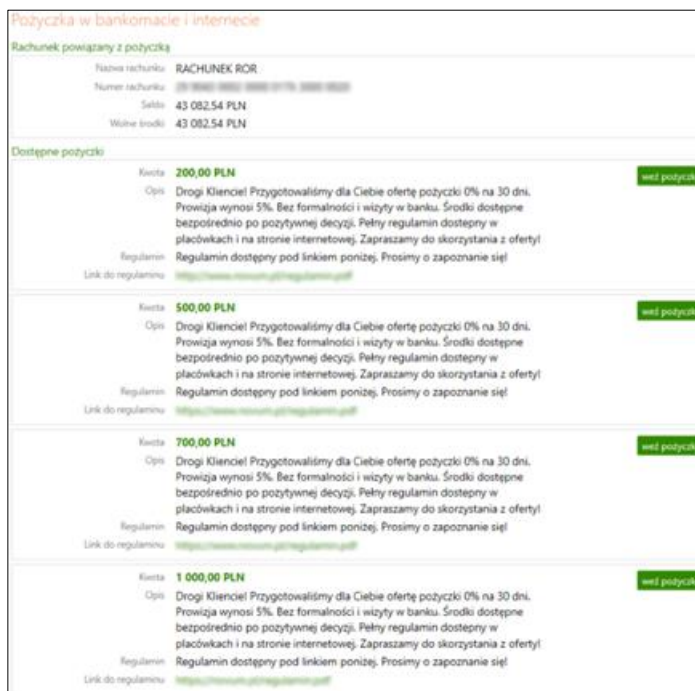 Pożyczka w bankomacie i internecie
Rachunek powiązany z pożyczką
Nazwa rachunku RACHUNEK ROR
Numer rachunku
Saldo 43 082,54 PLN
Wolne środki 43 082,54 PLN
Dostępne pożyczki
Kwota 200,00 PLN weź pożyczk
Opis Drogi Kliencie! Przygotowaliśmy dla Ciebie ofertę pożyczki 0% na 30 dni.
Prowizja wynosi 5%. Bez formalności i wizyty w banku. Środki dostępne
bezpośrednio po pozytywnej decyzji. Pełny regulamin dostepny w
placówkach i na stronie internetowej. Zapraszamy do skorzystania z oferty!
Regulamin Regulamin dostępny pod linkiem poniżej. Prosimy o zapoznanie się!
Link do regulaminu
Kwota 500,00 PLN weź pożyczk
Opis Drogi Kliencie! Przygotowaliśmy dla Ciebie ofertę pożyczki 0% na 30 dni.
Prowizja wynosi 5%. Bez formalności i wizyty w banku. Środki dostępne
bezpośrednio po pozytywnej decyzji. Pełny regulamin dostepny w
placówkach i na stronie internetowej. Zapraszamy do skorzystania z oferty!
Regulamin Regulamin dostępny pod linkiem poniżej. Prosimy o zapoznanie się!
Link do regulaminu
Kwota 700,00 PLN weź pożyczk
Opis Drogi Kliencie! Przygotowaliśmy dla Ciebie ofertę pożyczki 0% na 30 dni.
Prowizja wynosi 5%. Bez formalności i wizyty w banku. Środki dostępne
bezpośrednio po pozytywnej decyzji. Pełny regulamin dostepny w
placówkach i na stronie internetowej. Zapraszamy do skorzystania z oferty!
Regulamin Regulamin dostępny pod linkiem poniżej. Prosimy o zapoznanie się!
Link do regulaminu
Kwota 1 000,00 PLN weź pożyczk
Opis Drogi Kliencie! Przygotowaliśmy dla Ciebie ofertę pożyczki 0% na 30 dni.
Prowizja wynosi 5%. Bez formalności i wizyty w banku. Środki dostępne
bezpośrednio po pozytywnej decyzji. Pełny regulamin dostepny w
placówkach i na stronie internetowej. Zapraszamy do skorzystania z oferty!
Regulamin Regulamin dostępny pod linkiem poniżej. Prosimy o zapoznanie się!
Link do regulaminu